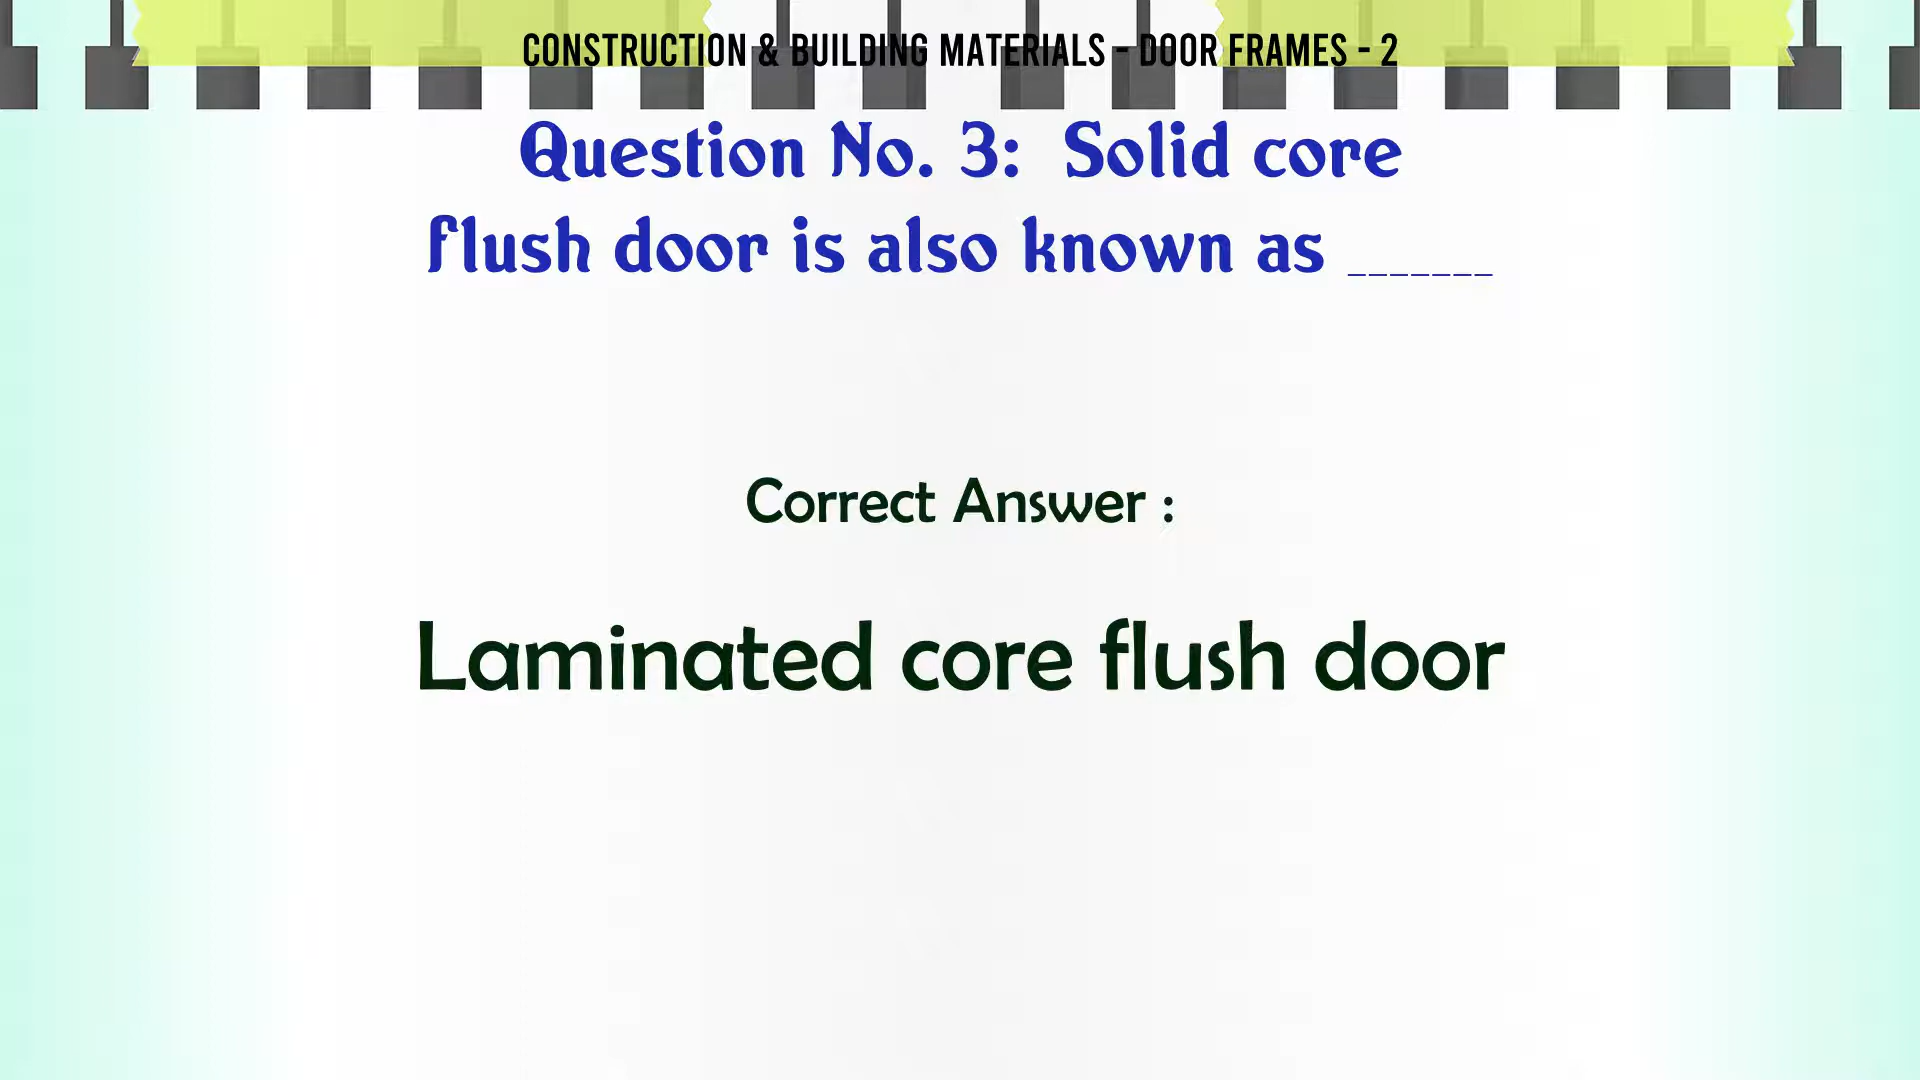 CONSTRUCTION & BUILDING MATERIALS - DOOR FRAMES - 2
Question No. 3: Solid core
flush door is also known as _______
Correct Answer :
Laminated core flush door